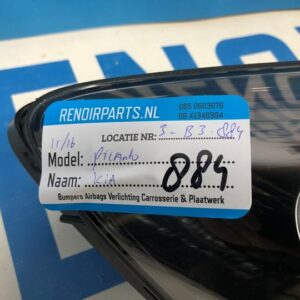 RENOIRPARTS.NL
085 0603876
06 41346994
LOCATIE NR: 3-B3-884
11/16
Model: Picanto
Naam: KiA
884
Bumpers Airbags Verlichting Carrosserie & Plaatwerk